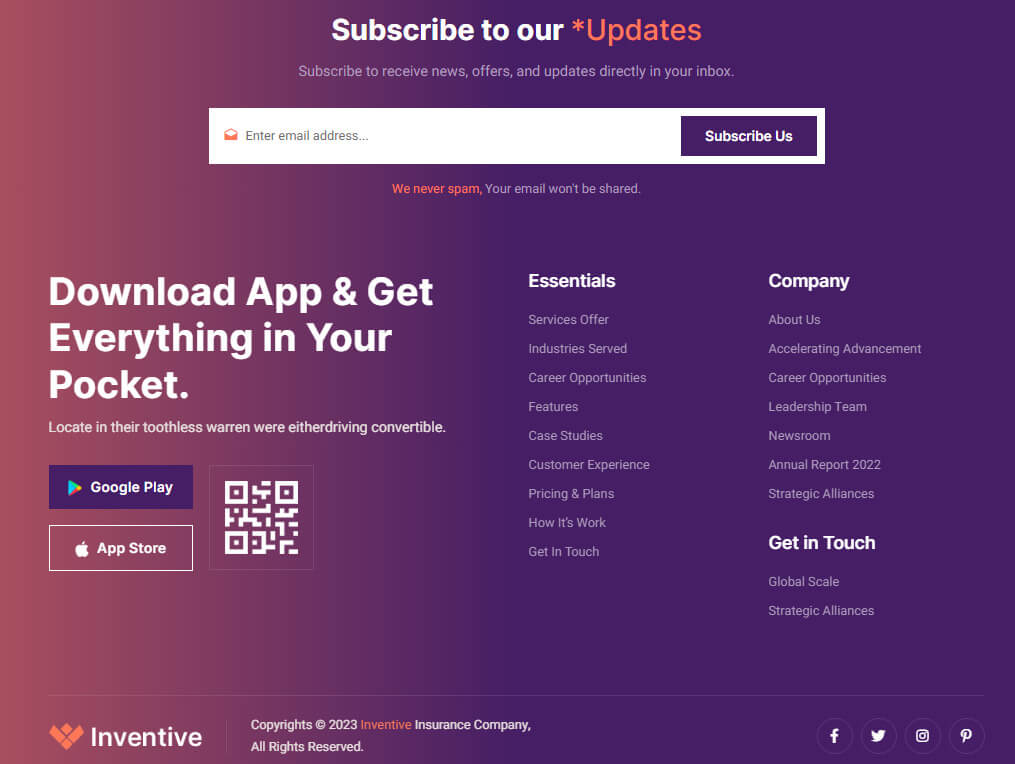 Subscribe to our *Updates
Subscribe to receive news, offers, and updates directly in your inbox.
Enter email address...
Subscribe Us
We never spam, Your email won't be shared.
Download App & Get
Everything in Your
Pocket.
Locate in their toothless warren were eitherdriving convertible.
Google Play
App Store
Essentials
Services Offer
Industries Served
Career Opportunities
Features
Case Studies
Customer Experience
Pricing & Plans
How It’s Work
Get In Touch
Company
About Us
Accelerating Advancement
Career Opportunities
Leadership Team
Newsroom
Annual Report 2022
Strategic Alliances
Get in Touch
Global Scale
Strategic Alliances
Inventive
Copyrights © 2023 Inventive Insurance Company,
All Rights Reserved.